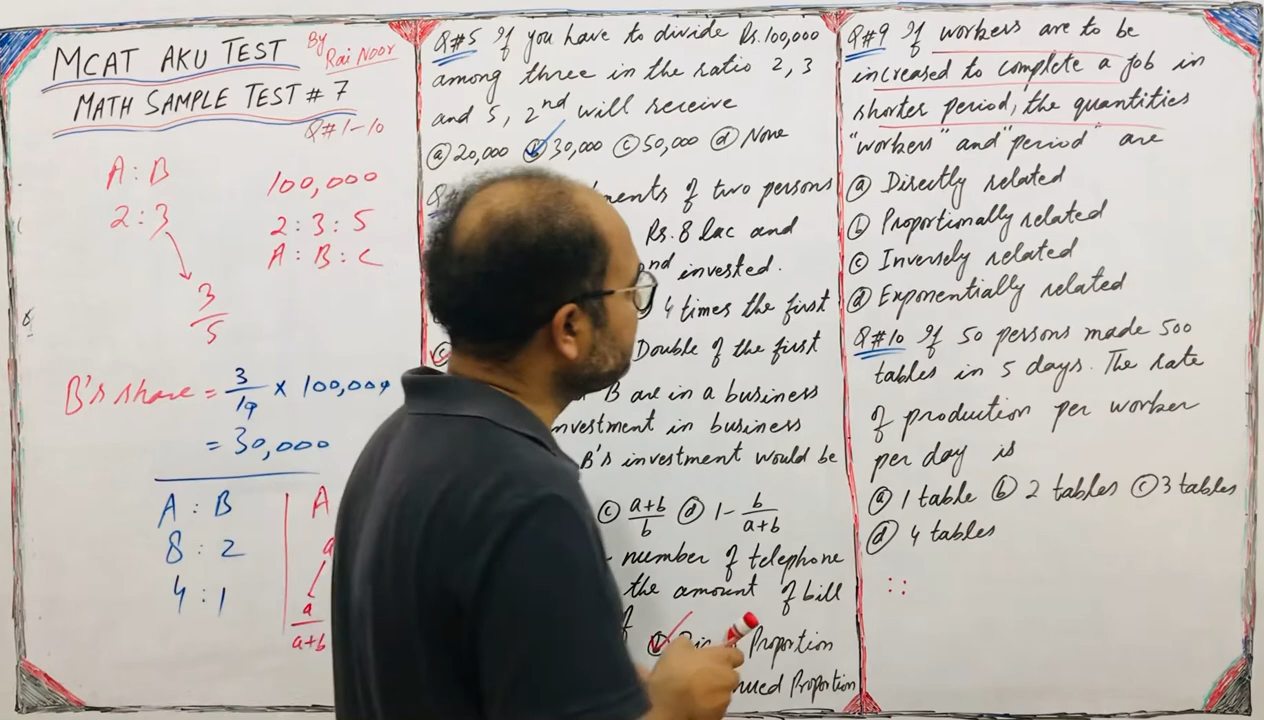 MCAT AKU TEST
By
Rai Noor
MATH SAMPLE TEST # 7
Q#1-10
A : B
2 : 3
3
5
100,000
2 : 3 : 5
A : B : C
B's share = 3/10 × 100,000
= 30,000
A : B
8 : 2
4 : 1
A
a
a
a+b
Q#5 If you have to divide Rs.100,000
among three in the ratio 2, 3
and 5, 2nd will receive
ⓐ 20,000 ⓑ 30,000 ⓒ 50,000 ⓓ None
of two persons
Rs. 8 lac and
invested.
4 times the first
ⓒ Double of the first
B are in a business
investment in business
B's investment would be
ⓒ a+b/b ⓓ 1 - b/a+b
number of telephone
the amount of bill
Proportion
Proportion
Q#9 If workers are to be
increased to complete a job in
shorter period, the quantities
"workers" and "period" are
ⓐ Directly related
ⓑ Proportionally related
ⓒ Inversely related
ⓓ Exponentially related
Q#10 If 50 persons made 500
tables in 5 days. The rate
of production per worker
per day is
ⓐ 1 table ⓑ 2 tables ⓒ 3 tables
ⓓ 4 tables
: :